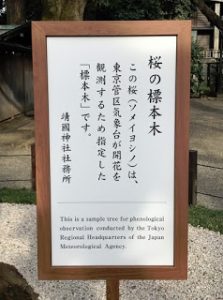 桜の標本木
この桜(ソメイヨシノ)は、
東京管区気象台が開花を
観測するため指定した
「標本木」です。
靖國神社社務所
This is a sample tree for phenological
observation conducted by the Tokyo
Regional Headquarters of the Japan
Meteorological Agency.